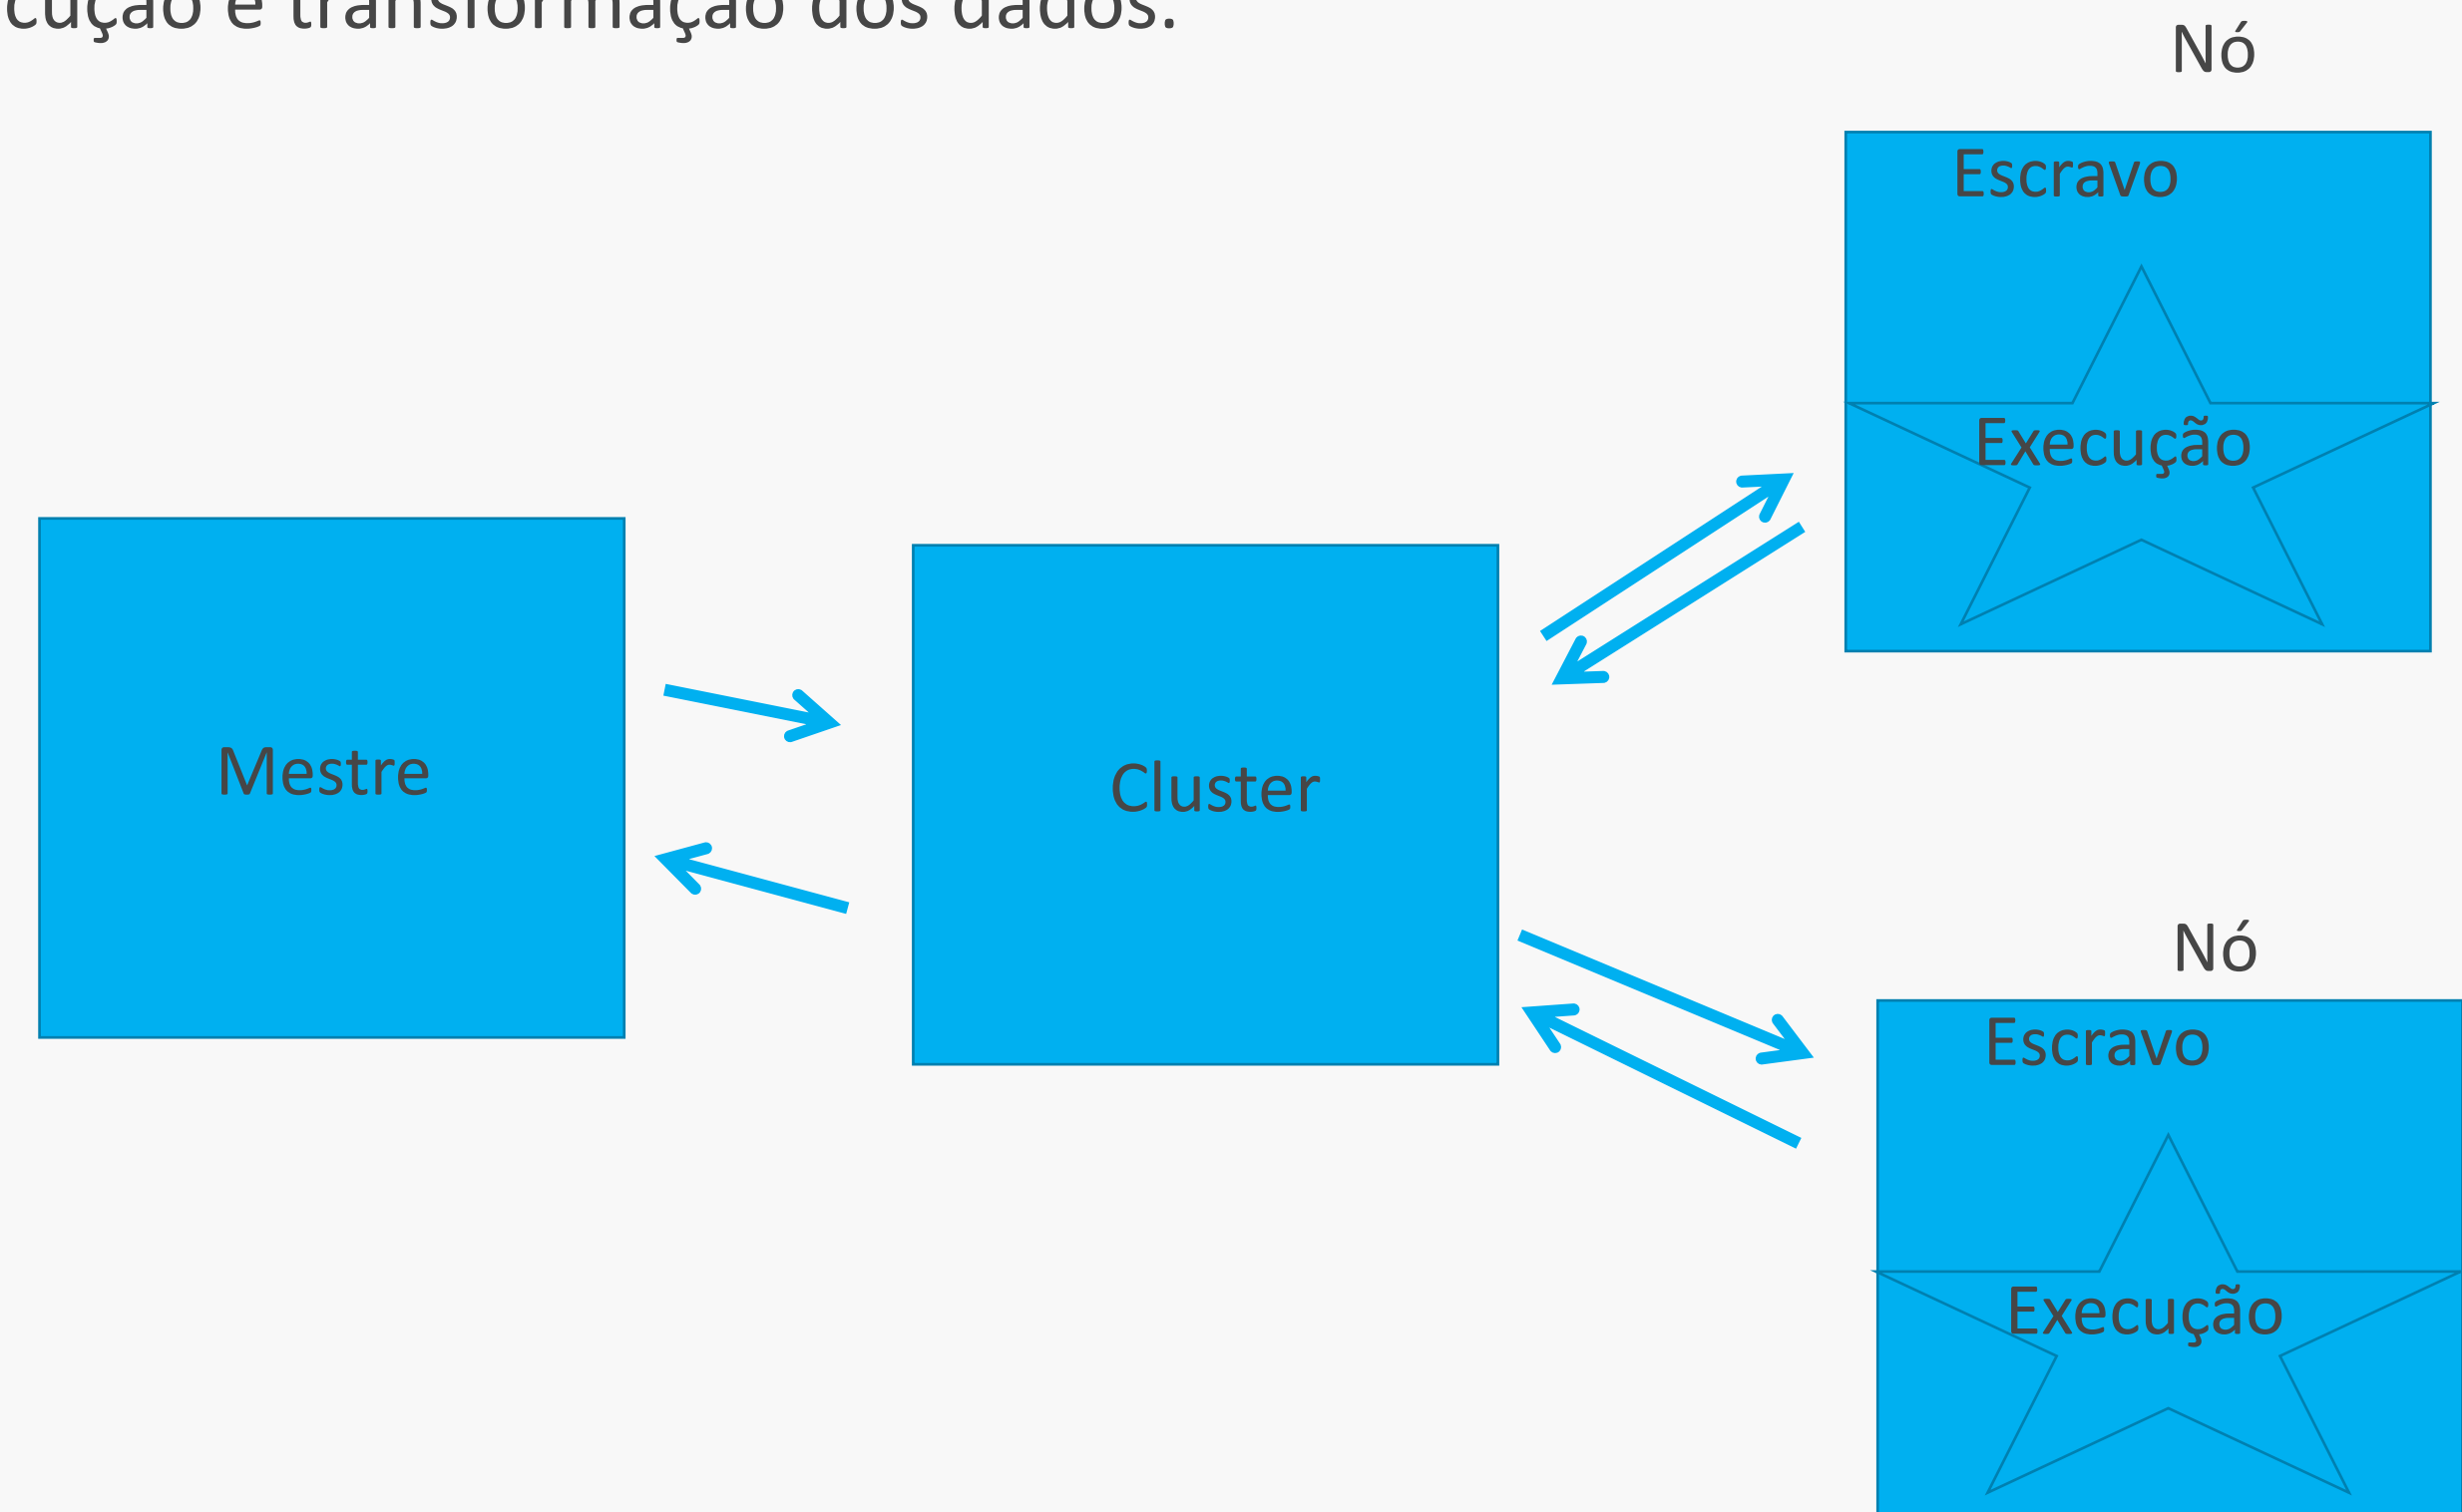 cução e transformação dos dados.
Nó
Escravo
Execução
Mestre
Cluster
Nó
Escravo
Execução